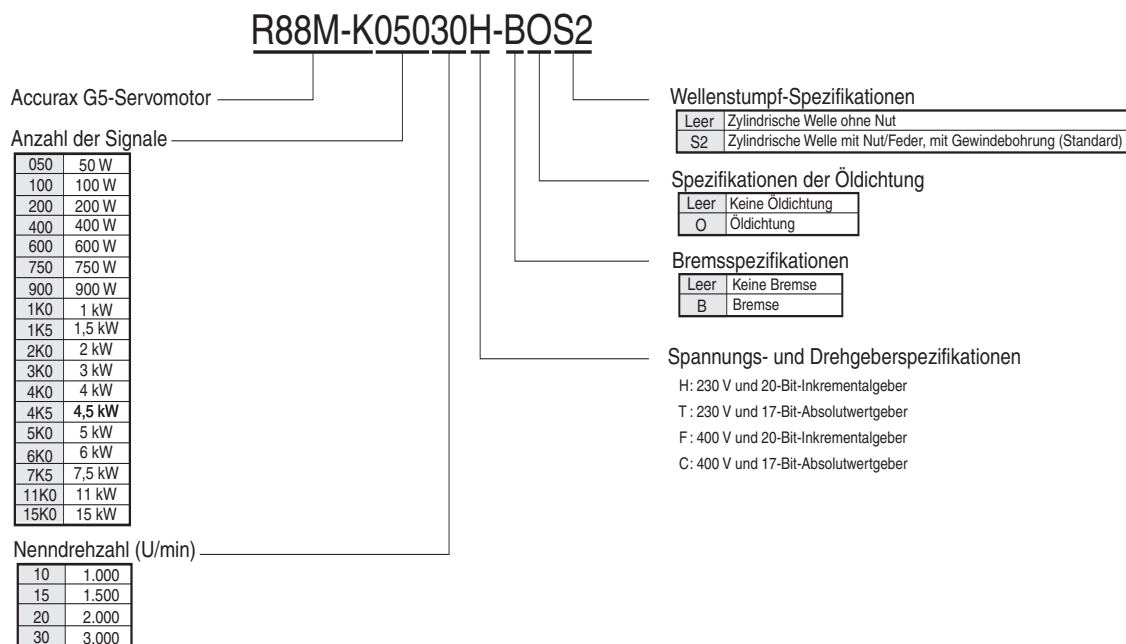 R88M-K05030H-BOS2
Accurax G5-Servomotor
Anzahl der Signale
050 50 W
100 100 W
200 200 W
400 400 W
600 600 W
750 750 W
900 900 W
1K0 1 kW
1K5 1,5 kW
2K0 2 kW
3K0 3 kW
4K0 4 kW
4K5 4,5 kW
5K0 5 kW
6K0 6 kW
7K5 7,5 kW
11K0 11 kW
15K0 15 kW
Nenndrehzahl (U/min)
10 1.000
15 1.500
20 2.000
30 3.000
Wellenstumpf-Spezifikationen
Leer Zylindrische Welle ohne Nut
S2 Zylindrische Welle mit Nut/Feder, mit Gewindebohrung (Standard)
Spezifikationen der Öldichtung
Leer Keine Öldichtung
O Öldichtung
Bremsspezifikationen
Leer Keine Bremse
B Bremse
Spannungs- und Drehgeberspezifikationen
H: 230 V und 20-Bit-Inkrementalgeber
T: 230 V und 17-Bit-Absolutwertgeber
F: 400 V und 20-Bit-Inkrementalgeber
C: 400 V und 17-Bit-Absolutwertgeber